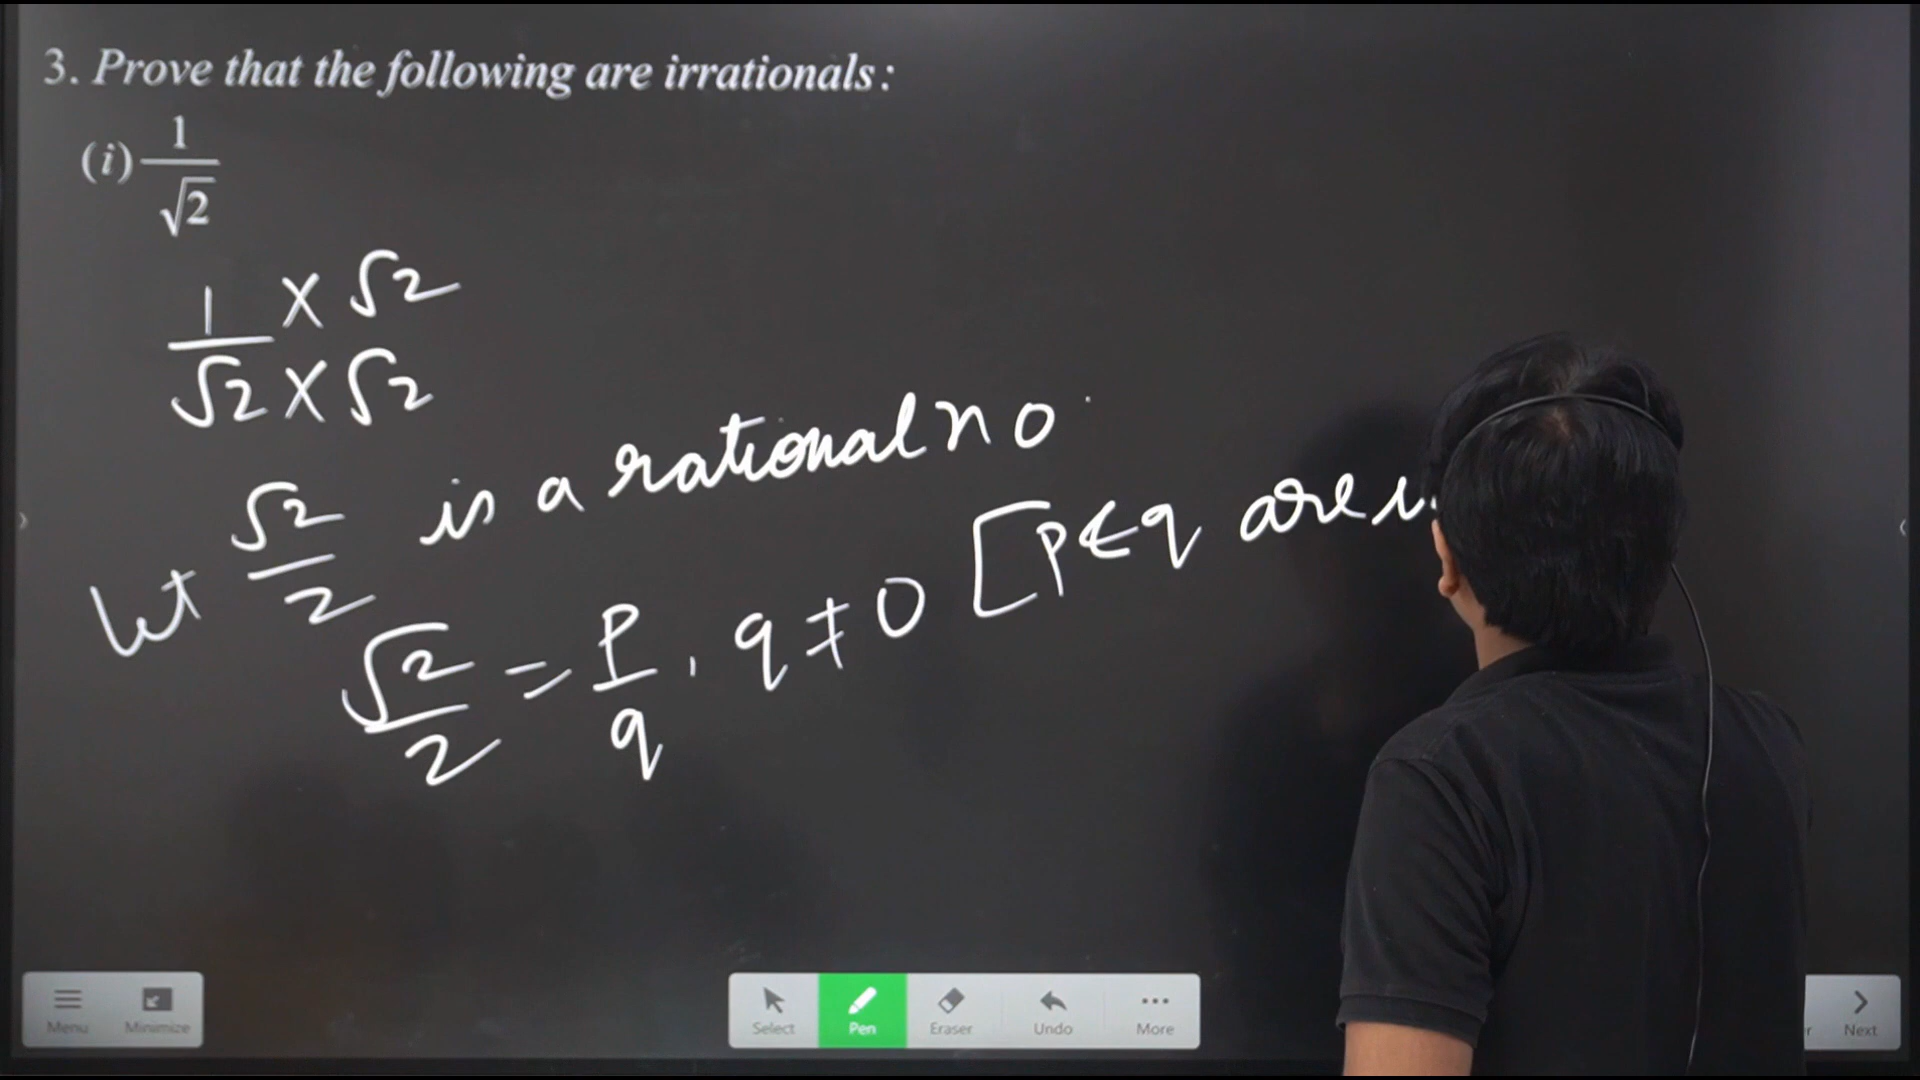 3. Prove that the following are irrationals:
(i) 1/√2
1 × √2
√2 × √2
let √2/2 is a rational no.
√2/2 = p/q, q ≠ 0 [p & q are
Menu Minimize Select Pen Eraser Undo More Next